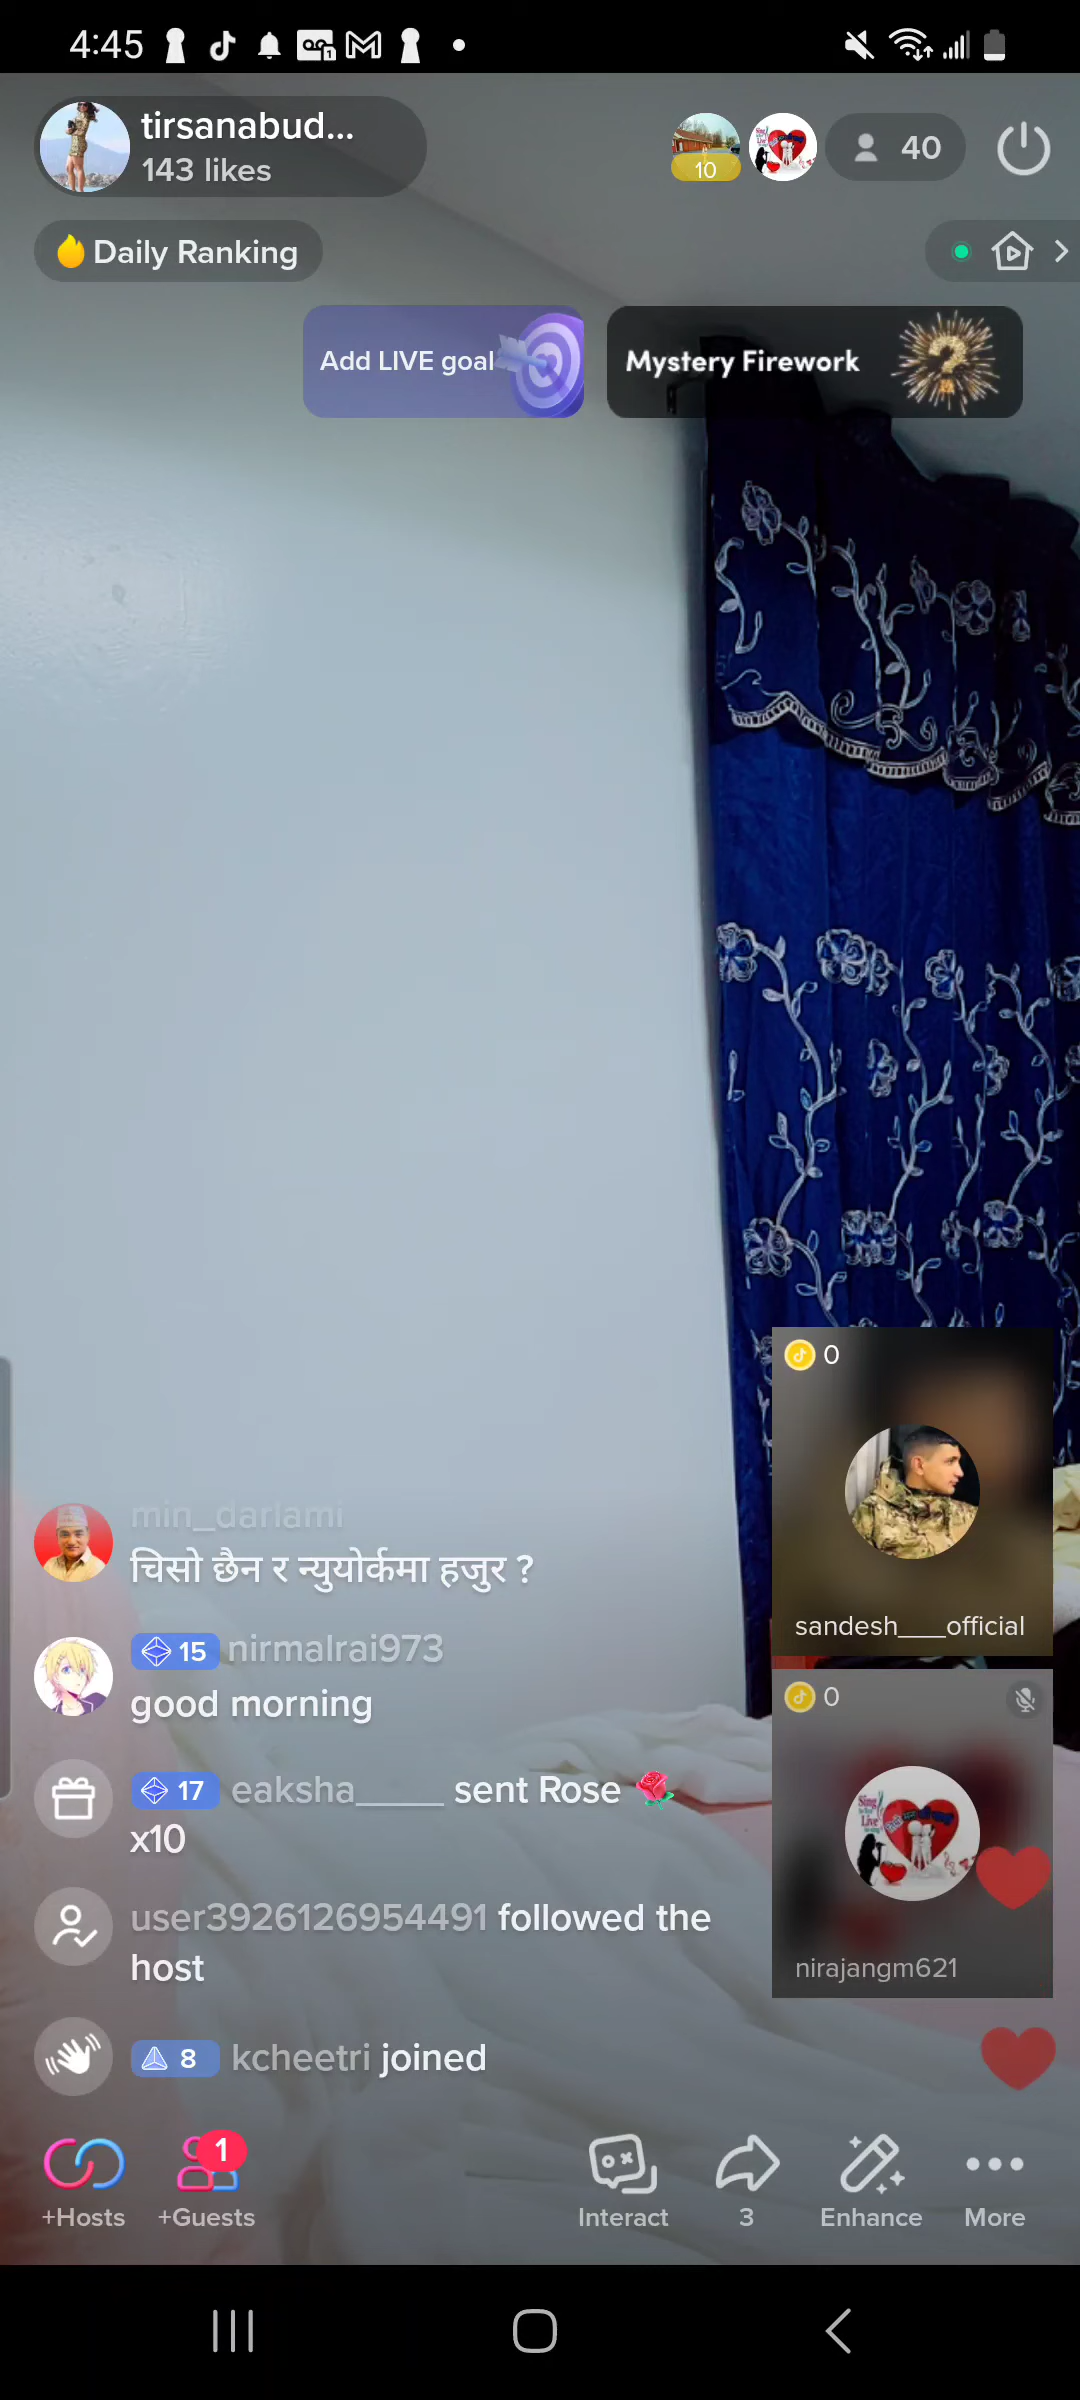 4:45
tirsanabud...
143 likes
10
40
Daily Ranking
Add LIVE goal
Mystery Firework
0
sandesh___official
min_darlami
चिसो छैन र न्युयोर्कमा हजुर ?
15 nirmalrai973
good morning
17 eaksha____ sent Rose
x10
user3926126954491 followed the
host
8 kcheetri joined
0
nirajangm621
1
+Hosts
+Guests
Interact
3
Enhance
More